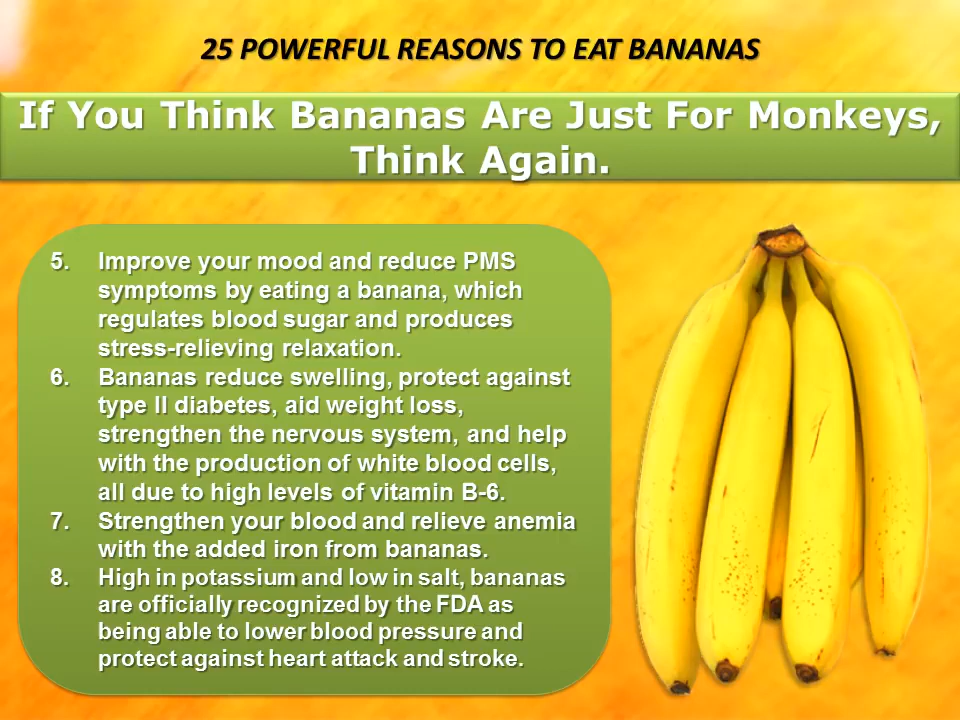 25 POWERFUL REASONS TO EAT BANANAS
If You Think Bananas Are Just For Monkeys,
Think Again.
5. Improve your mood and reduce PMS
symptoms by eating a banana, which
regulates blood sugar and produces
stress-relieving relaxation.
6. Bananas reduce swelling, protect against
type II diabetes, aid weight loss,
strengthen the nervous system, and help
with the production of white blood cells,
all due to high levels of vitamin B-6.
7. Strengthen your blood and relieve anemia
with the added iron from bananas.
8. High in potassium and low in salt, bananas
are officially recognized by the FDA as
being able to lower blood pressure and
protect against heart attack and stroke.